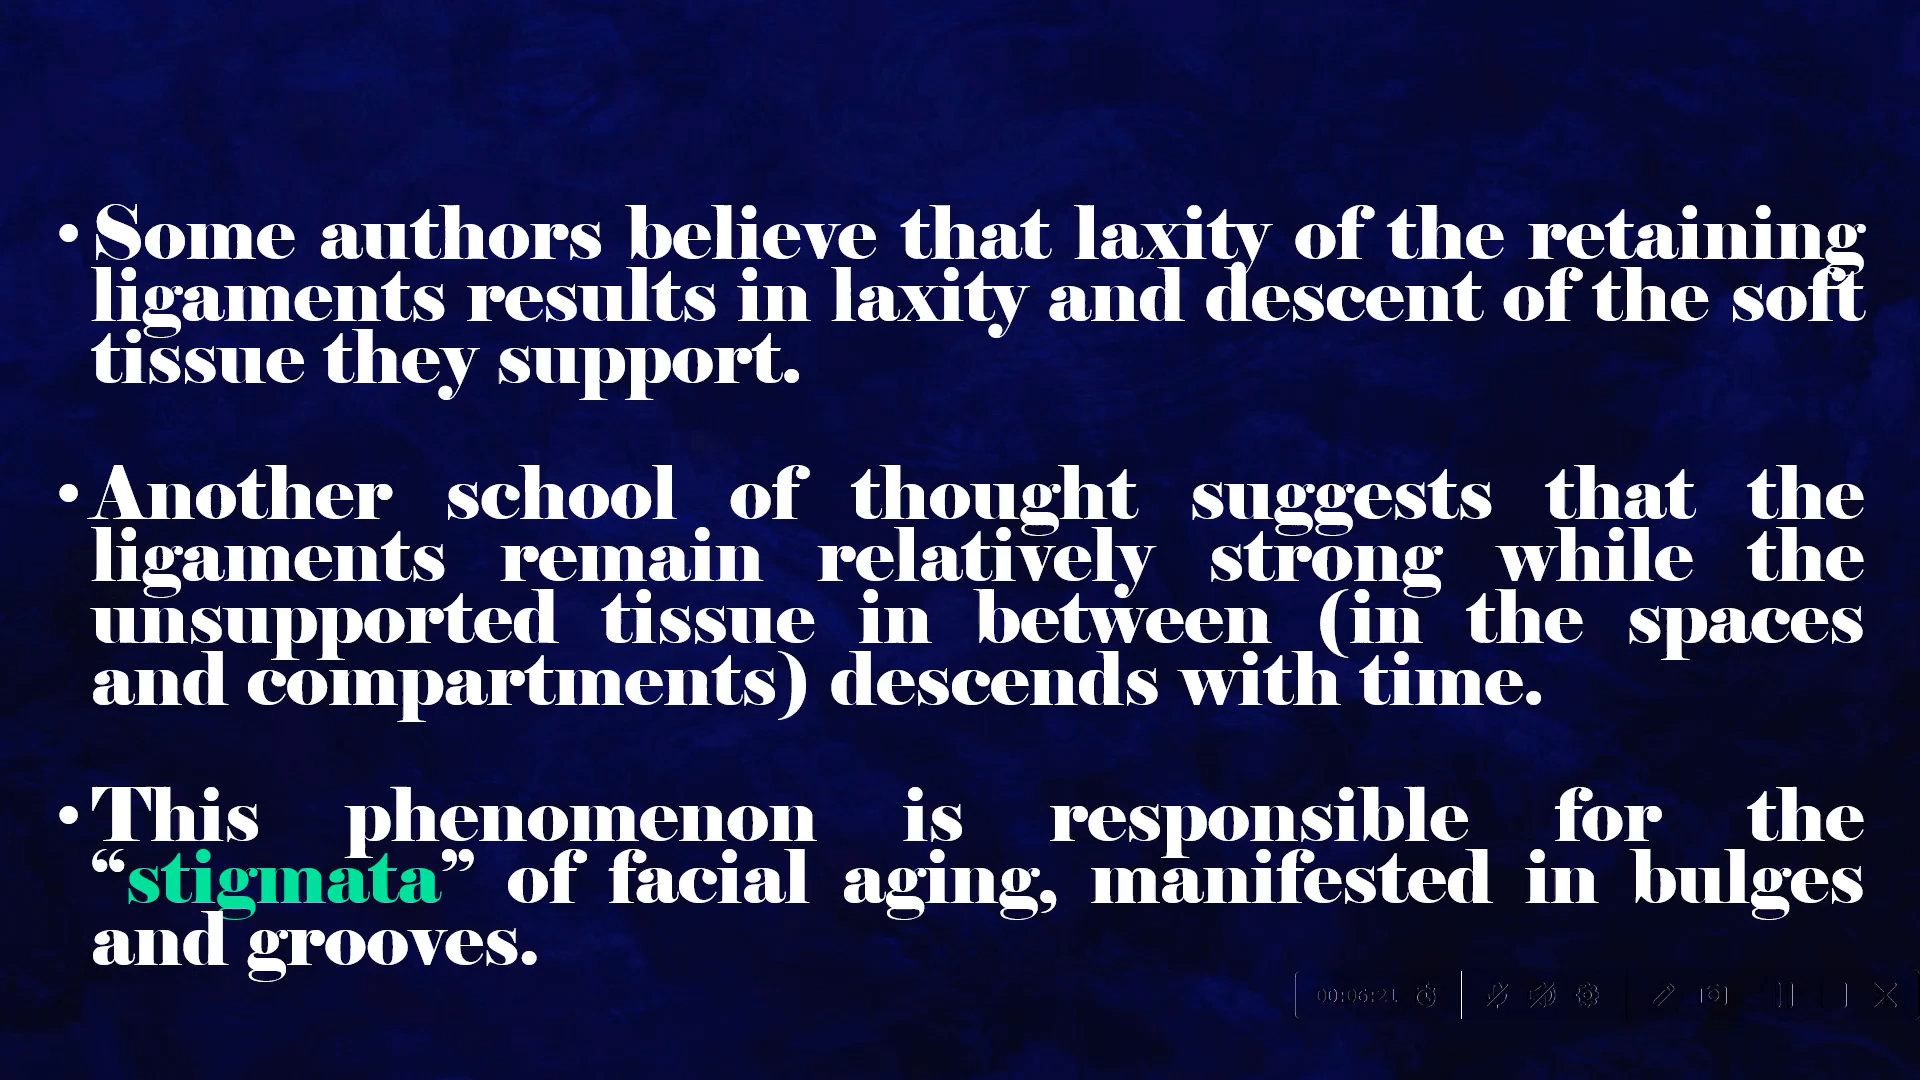 • Some authors believe that laxity of the retaining
ligaments results in laxity and descent of the soft
tissue they support.
• Another school of thought suggests that the
ligaments remain relatively strong while the
unsupported tissue in between (in the spaces
and compartments) descends with time.
• This phenomenon is responsible for the
“stigmata” of facial aging, manifested in bulges
and grooves.
00:06:21